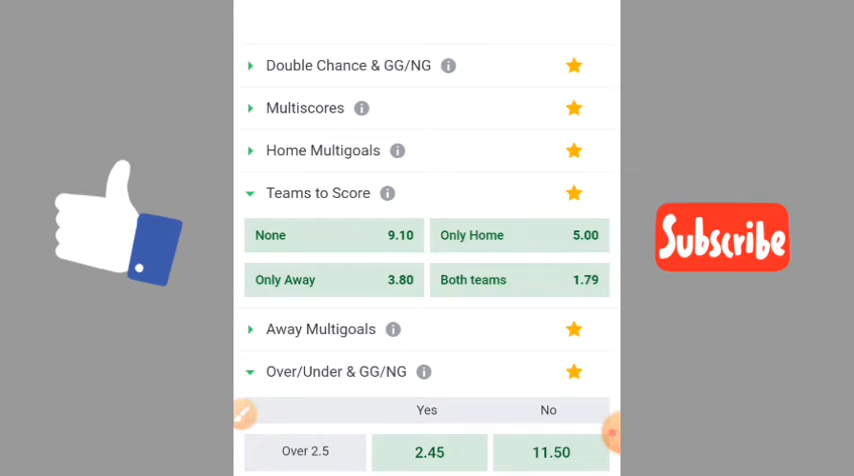 Double Chance & GG/NG
Multiscores
Home Multigoals
Teams to Score
None 9.10 Only Home 5.00
Only Away 3.80 Both teams 1.79
Away Multigoals
Over/Under & GG/NG
Yes No
Over 2.5 2.45 11.50
Subscribe